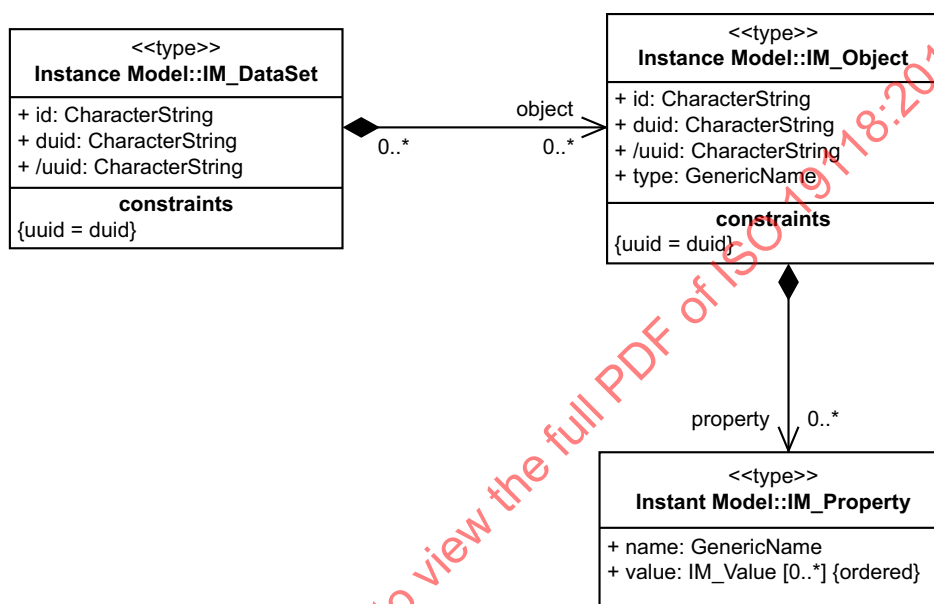 <<type>>
Instance Model::IM_DataSet
+ id: CharacterString
+ duid: CharacterString
+ /uuid: CharacterString
constraints
{uuid = duid}
object
0..*
0..*
<<type>>
Instance Model::IM_Object
+ id: CharacterString
+ duid: CharacterString
+ /uuid: CharacterString
+ type: GenericName
constraints
{uuid = duid}
property
0..*
<<type>>
Instant Model::IM_Property
+ name: GenericName
+ value: IM_Value [0..*] {ordered}
to view the full PDF of ISO 19118:201